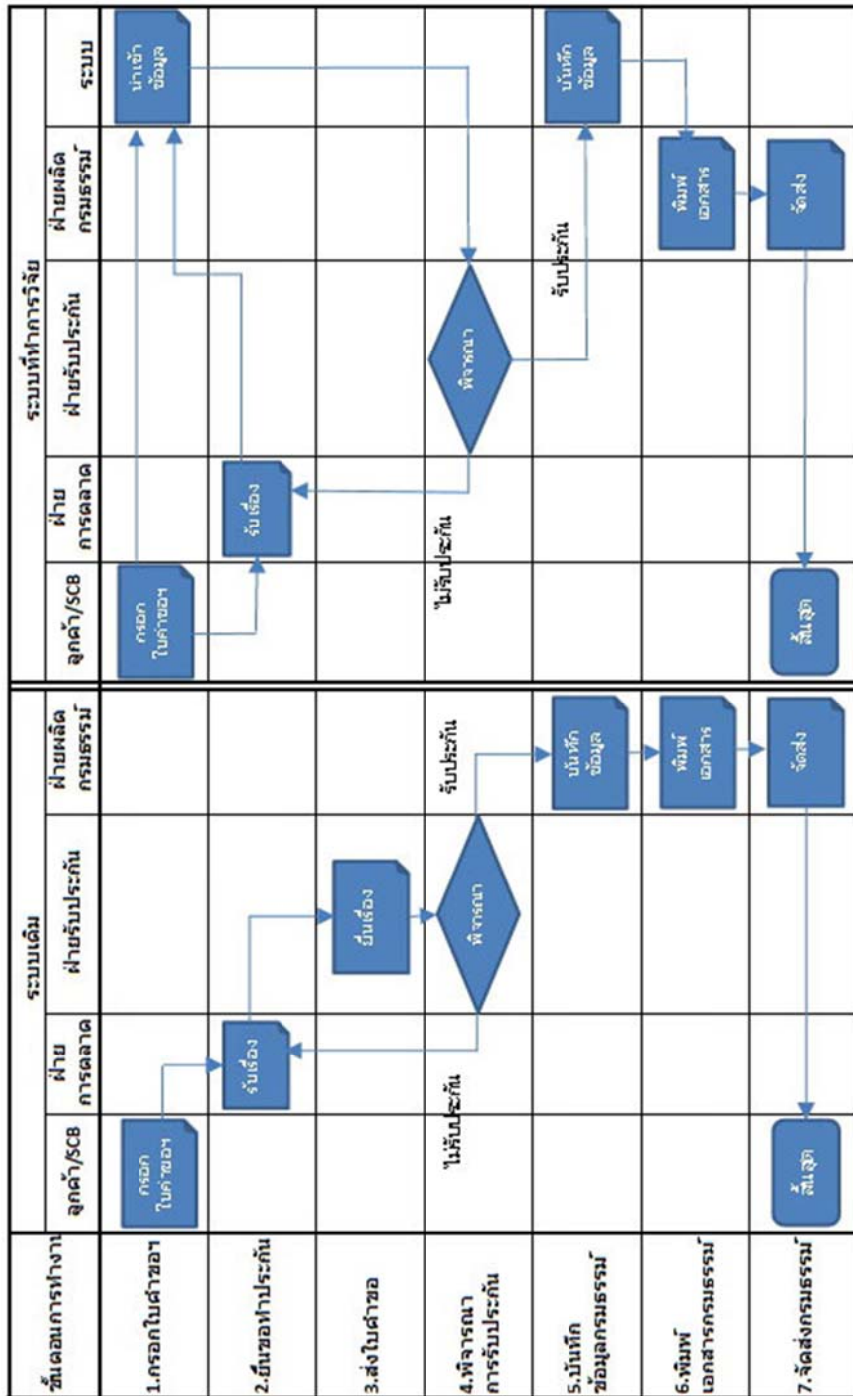 ขั้นตอนการทำงาน
ระบบเดิม
ระบบที่ทำการวิจัย
ลูกค้า/SCB
ฝ่าย
การตลาด
ฝ่ายรับประกัน
ฝ่ายผลิต
กรมธรรม์
ลูกค้า/SCB
ฝ่าย
การตลาด
ฝ่ายรับประกัน
ฝ่ายผลิต
กรมธรรม์
ระบบ
1.กรอกใบคำขอฯ
กรอก
ใบคำขอฯ
กรอก
ใบคำขอฯ
นำเข้า
ข้อมูล
2.ยื่นขอทำประกัน
รับเรื่อง
รับเรื่อง
3.ส่งใบคำขอ
ยื่นเรื่อง
4.พิจารณา
การรับประกัน
ไม่รับประกัน
พิจารณา
รับประกัน
ไม่รับประกัน
พิจารณา
รับประกัน
5.บันทึก
ข้อมูลกรมธรรม์
บันทึก
ข้อมูล
บันทึก
ข้อมูล
6.พิมพ์
เอกสารกรมธรรม์
พิมพ์
เอกสาร
พิมพ์
เอกสาร
7.จัดส่งกรมธรรม์
สิ้นสุด
จัดส่ง
สิ้นสุด
จัดส่ง